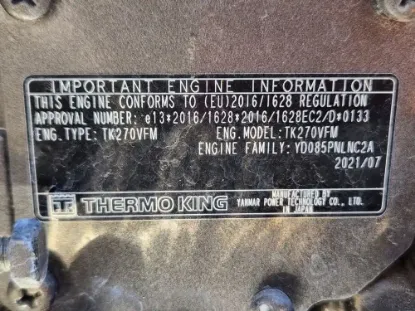 IMPORTANT ENGINE INFORMATION
THIS ENGINE CONFORMS TO (EU)2016/1628 REGULATION
APPROVAL NUMBER: e13*2016/1628*2016/1628EC2/D*0133
ENG.TYPE: TK270VFM ENG.MODEL: TK270VFM
ENGINE FAMILY: YD085PNLNC2A
2021/07
TK THERMO KING
MANUFACTURED BY
YANMAR POWER TECHNOLOGY CO., LTD.
IN JAPAN